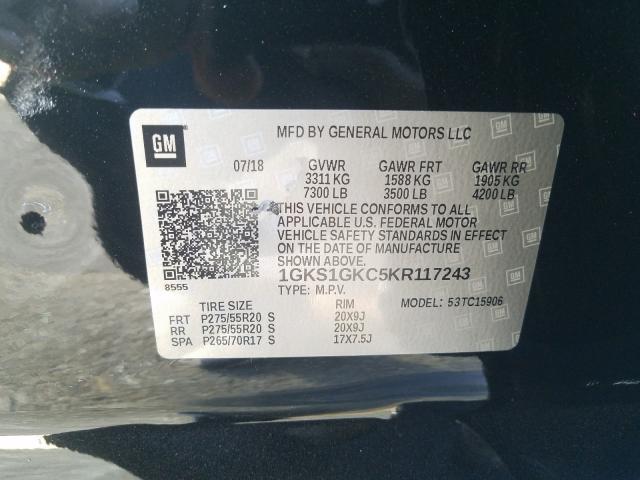 GM
MFD BY GENERAL MOTORS LLC
07/18 GVWR GAWR FRT GAWR RR
3311 KG 1588 KG 1905 KG
7300 LB 3500 LB 4200 LB
THIS VEHICLE CONFORMS TO ALL
APPLICABLE U.S. FEDERAL MOTOR
VEHICLE SAFETY STANDARDS IN EFFECT
ON THE DATE OF MANUFACTURE
SHOWN ABOVE.
8555
1GKS1GKC5KR117243
TYPE: M.P.V. MODEL: 53TC15906
TIRE SIZE RIM
FRT P275/55R20 S 20X9J
RR P275/55R20 S 20X9J
SPA P265/70R17 S 17X7.5J